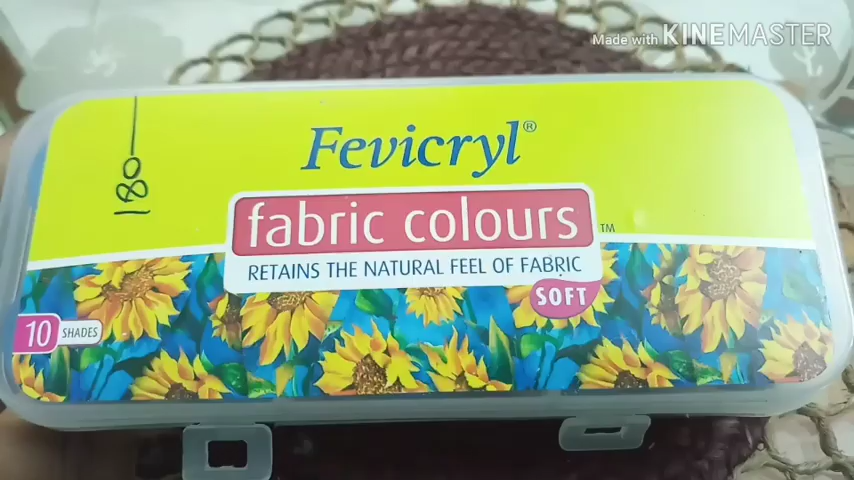 Made with KINEMASTER
Fevicryl®
180
fabric colours™
RETAINS THE NATURAL FEEL OF FABRIC
SOFT
10 SHADES